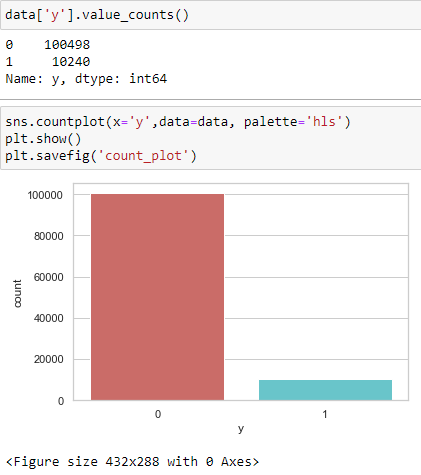 data['y'].value_counts()
0    100498
1     10240
Name: y, dtype: int64
sns.countplot(x='y',data=data, palette='hls')
plt.show()
plt.savefig('count_plot')
100000
80000
60000
40000
20000
0
count
0 1
y
<Figure size 432x288 with 0 Axes>